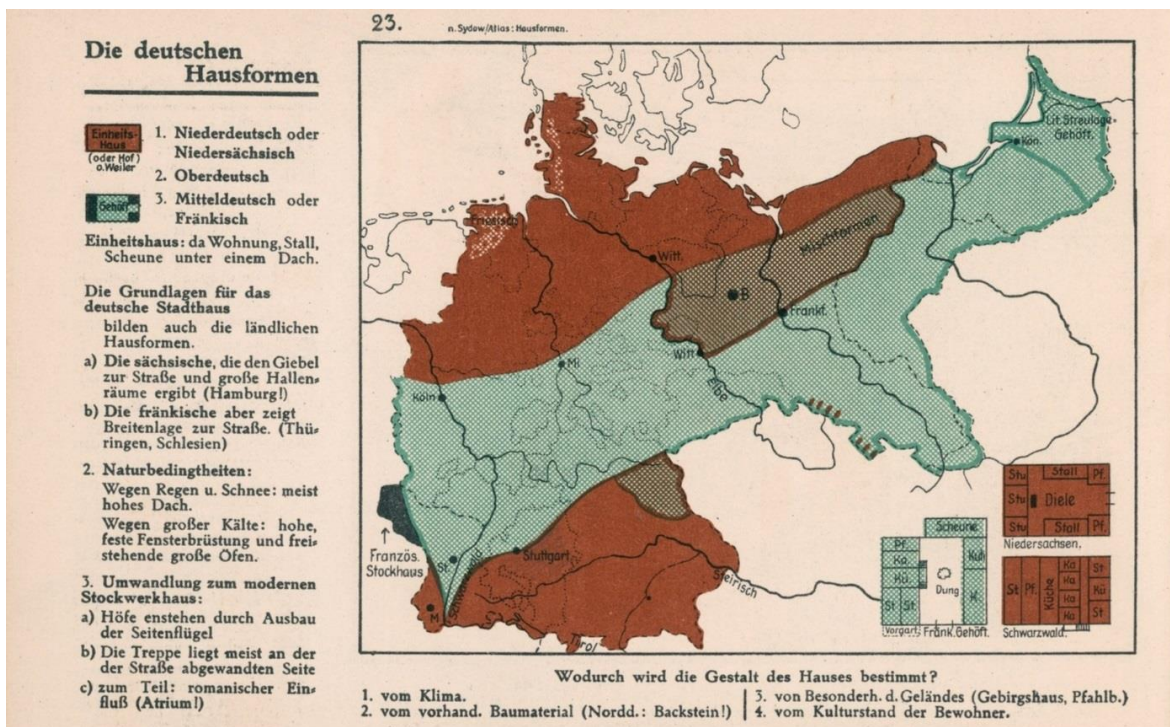 23.
n. Sydow/Atlas: Hausformen.
Die deutschen
Hausformen
Einheits-
Haus
(oder Hof)
o. Weiler
1. Niederdeutsch oder
Niedersächsisch
2. Oberdeutsch
Gehöft
3. Mitteldeutsch oder
Fränkisch
Einheitshaus: da Wohnung, Stall,
Scheune unter einem Dach.
Die Grundlagen für das
deutsche Stadthaus
bilden auch die ländlichen
Hausformen.
a) Die sächsische, die den Giebel
zur Straße und große Hallen-
räume ergibt (Hamburg!)
b) Die fränkische aber zeigt
Breitenlage zur Straße. (Thü-
ringen, Schlesien)
2. Naturbedingtheiten:
Wegen Regen u. Schnee: meist
hohes Dach.
Wegen großer Kälte: hohe,
feste Fensterbrüstung und frei-
stehende große Öfen.
3. Umwandlung zum modernen
Stockwerkhaus:
a) Höfe enstehen durch Ausbau
der Seitenflügel
b) Die Treppe liegt meist an der
der Straße abgewandten Seite
c) zum Teil: romanischer Ein-
fluß (Atrium!)
Lit. Streulage-
Gehöft.
Kön.
Friesisch
Mischformen
Witt.
B
Frankt.
Witt
Elbe
Mi
Köln
Französ.
Stockhaus
St
Stuttgart
M
Steirisch
Tirol
Stu
Stall
Pf.
Stu
Diele
Stu
Stall
Pf.
Niedersachsen.
Scheune
Pf.
Ka
Kü
St
St
Kuh
K
Dung
Vorgart.
Fränk. Gehöft.
St
Pf.
Küche
Ka
Ka
Ka
Ka
St
Kü
St
Schwarzwald.
Wodurch wird die Gestalt des Hauses bestimmt?
1. vom Klima.
2. vom vorhand. Baumaterial (Nordd.: Backstein!)
3. von Besonderh. d. Geländes (Gebirgshaus, Pfahlb.)
4. vom Kulturstand der Bewohner.